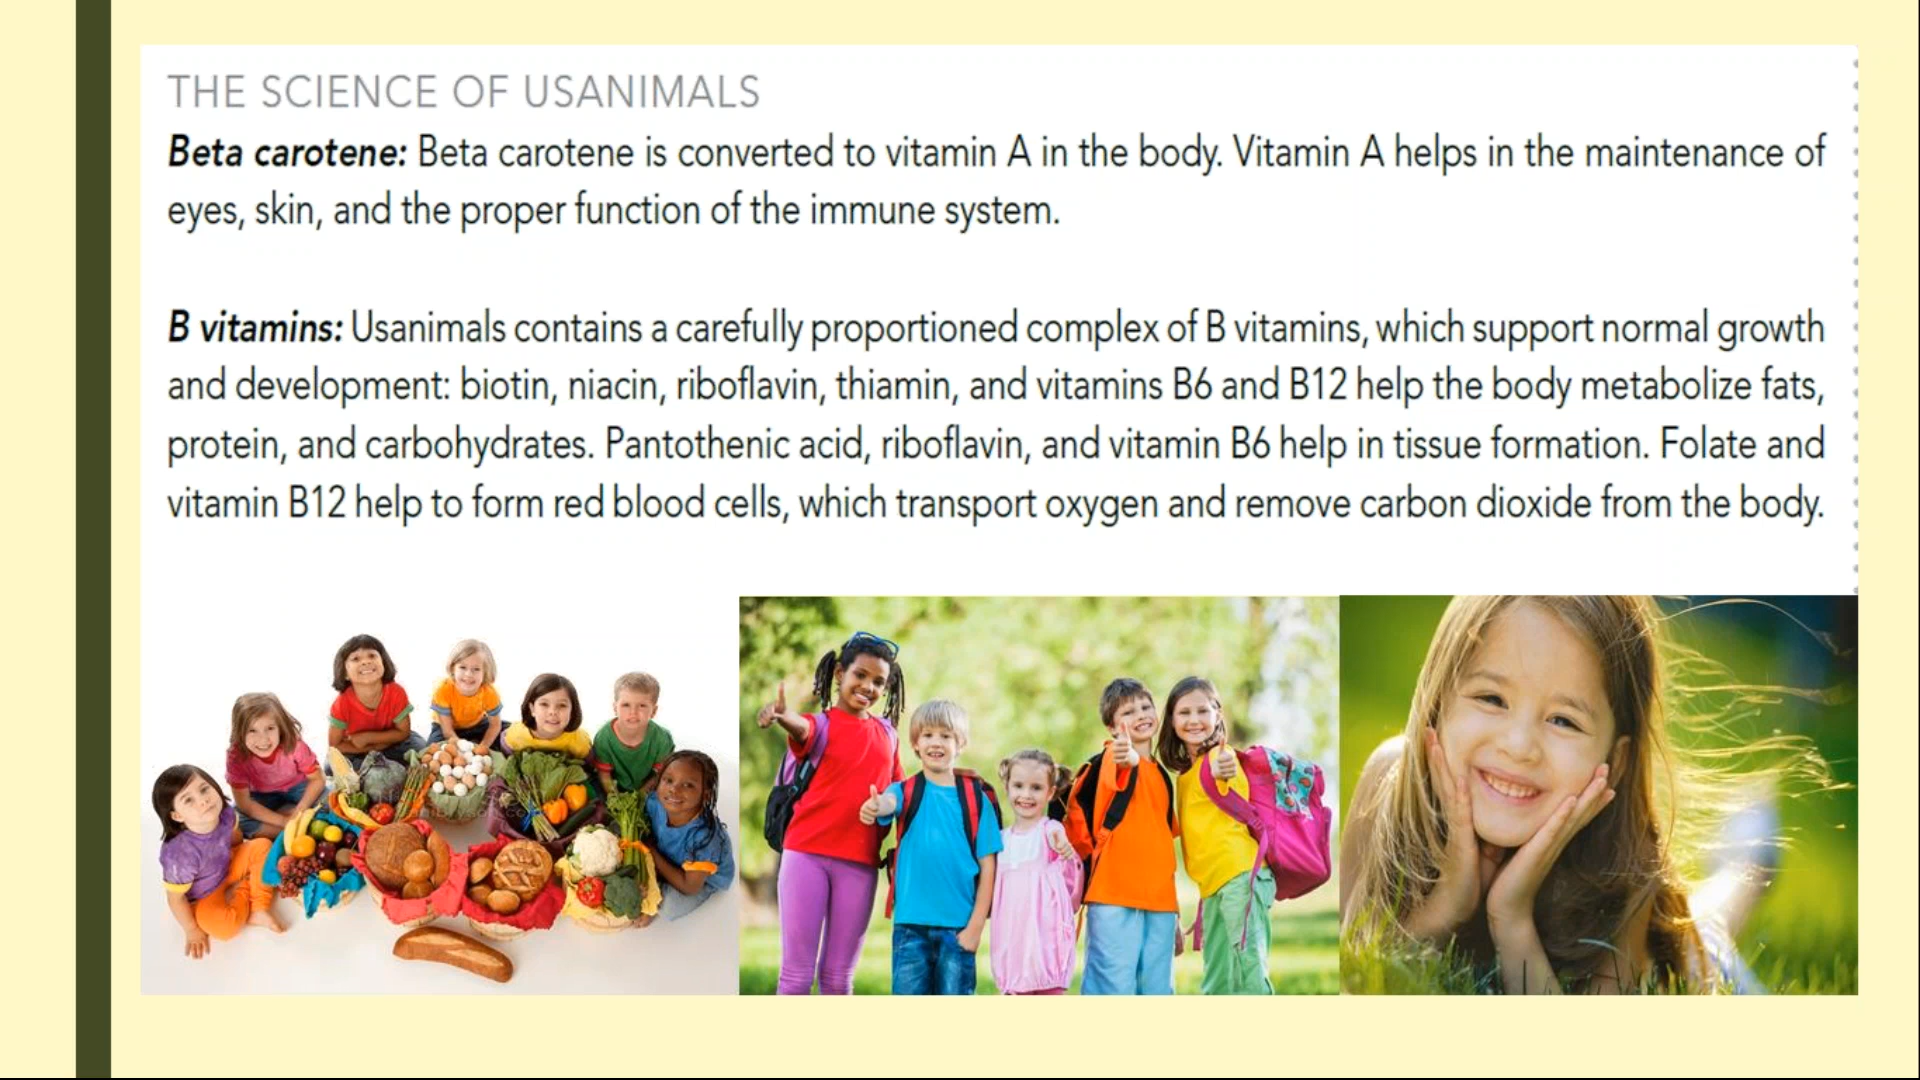 THE SCIENCE OF USANIMALS
Beta carotene: Beta carotene is converted to vitamin A in the body. Vitamin A helps in the maintenance of
eyes, skin, and the proper function of the immune system.
B vitamins: Usanimals contains a carefully proportioned complex of B vitamins, which support normal growth
and development: biotin, niacin, riboflavin, thiamin, and vitamins B6 and B12 help the body metabolize fats,
protein, and carbohydrates. Pantothenic acid, riboflavin, and vitamin B6 help in tissue formation. Folate and
vitamin B12 help to form red blood cells, which transport oxygen and remove carbon dioxide from the body.